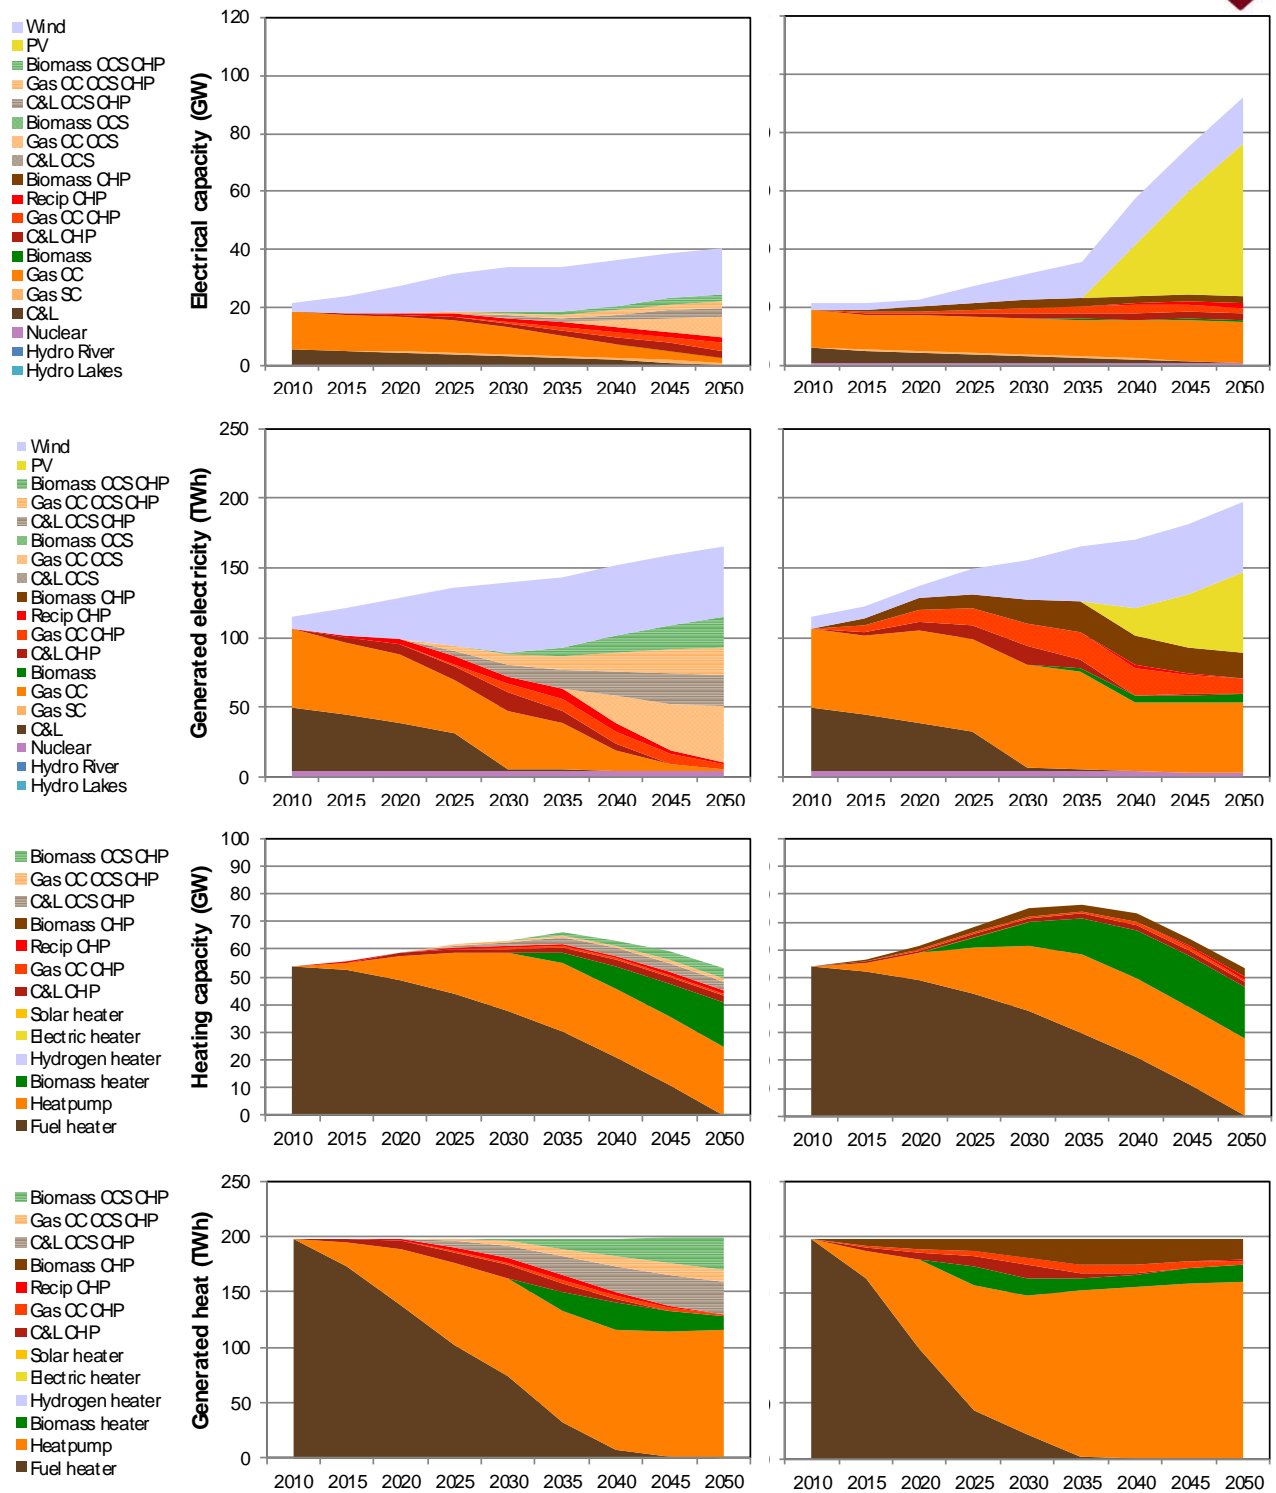 Wind
PV
Biomass CCS CHP
Gas CC CCS CHP
C&L CCS CHP
Biomass CCS
Gas CC CCS
C&L CCS
Biomass CHP
Recip CHP
Gas CC CHP
C&L CHP
Biomass
Gas CC
Gas SC
C&L
Nuclear
Hydro River
Hydro Lakes
Electrical capacity (GW)
120
100
80
60
40
20
0
2010 2015 2020 2025 2030 2035 2040 2045 2050
2010 2015 2020 2025 2030 2035 2040 2045 2050
Wind
PV
Biomass CCS CHP
Gas CC CCS CHP
C&L CCS CHP
Biomass CCS
Gas CC CCS
C&L CCS
Biomass CHP
Recip CHP
Gas CC CHP
C&L CHP
Biomass
Gas CC
Gas SC
C&L
Nuclear
Hydro River
Hydro Lakes
Generated electricity (TWh)
250
200
150
100
50
0
2010 2015 2020 2025 2030 2035 2040 2045 2050
2010 2015 2020 2025 2030 2035 2040 2045 2050
Biomass CCS CHP
Gas CC CCS CHP
C&L CCS CHP
Biomass CHP
Recip CHP
Gas CC CHP
C&L CHP
Solar heater
Electric heater
Hydrogen heater
Biomass heater
Heat pump
Fuel heater
Heating capacity (GW)
100
90
80
70
60
50
40
30
20
10
0
2010 2015 2020 2025 2030 2035 2040 2045 2050
2010 2015 2020 2025 2030 2035 2040 2045 2050
Biomass CCS CHP
Gas CC CCS CHP
C&L CCS CHP
Biomass CHP
Recip CHP
Gas CC CHP
C&L CHP
Solar heater
Electric heater
Hydrogen heater
Biomass heater
Heat pump
Fuel heater
Generated heat (TWh)
250
200
150
100
50
0
2010 2015 2020 2025 2030 2035 2040 2045 2050
2010 2015 2020 2025 2030 2035 2040 2045 2050